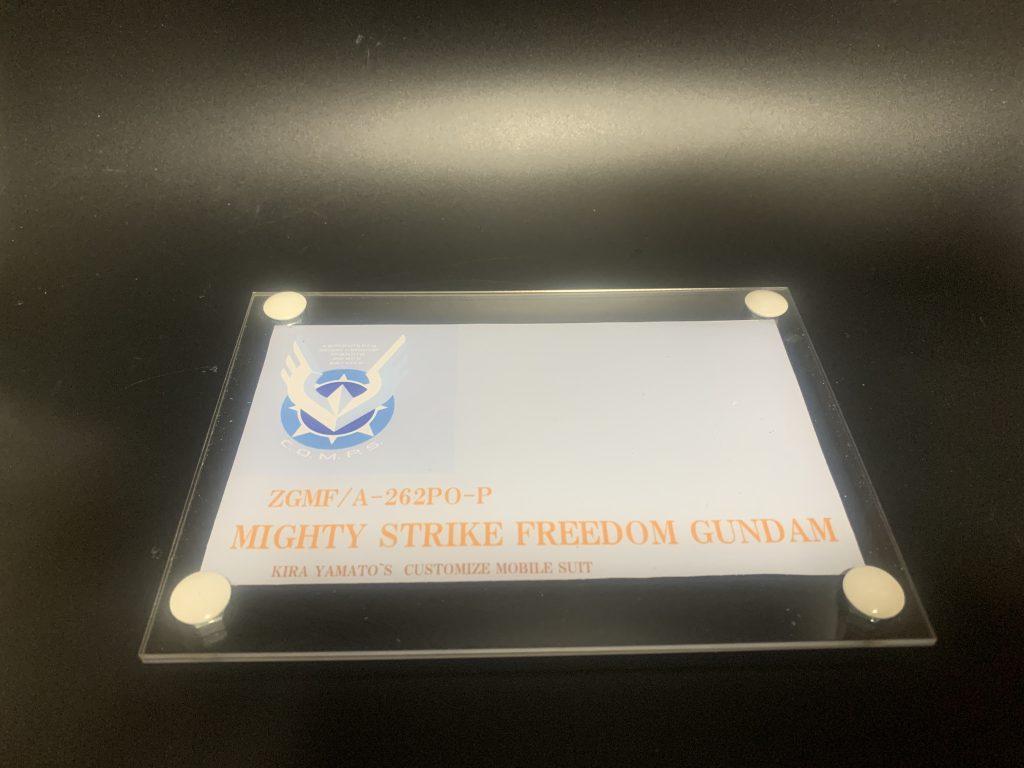 C.O.M.P.S.
ZGMF/A-262PO-P
MIGHTY STRIKE FREEDOM GUNDAM
KIRA YAMATO`S CUSTOMIZE MOBILE SUIT